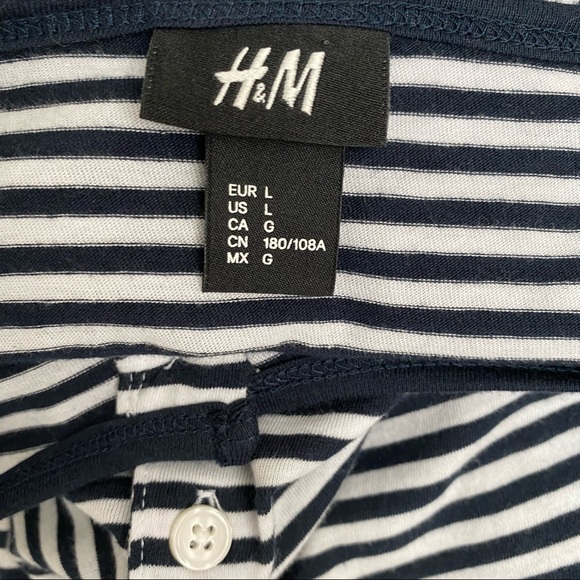 H&M
EUR L
US L
CA G
CN 180/108A
MX G